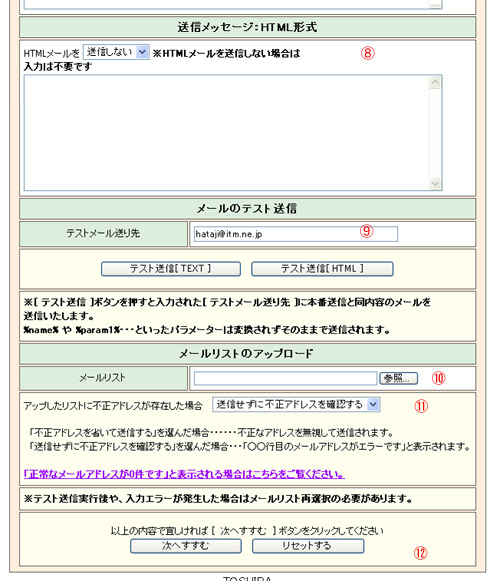 送信メッセージ：HTML形式
HTMLメールを 送信しない ※HTMLメールを送信しない場合は ⑧
入力は不要です
メールのテスト送信
テストメール送り先 hataji@itm.ne.jp ⑨
テスト送信[ TEXT ] テスト送信[ HTML ]
※[ テスト送信 ]ボタンを押すと入力された[ テストメール送り先 ]に本番送信と同内容のメールを
送信いたします。
%name% や %param1%・・・といったパラメーターは変換されずそのままで送信されます。
メールリストのアップロード
メールリスト 参照... ⑩
アップしたリストに不正アドレスが存在した場合 送信せずに不正アドレスを確認する ⑪
「不正アドレスを省いて送信する」を選んだ場合・・・・・・不正なアドレスを無視して送信されます。
「送信せずに不正アドレスを確認する」を選んだ場合・・・「○○行目のメールアドレスがエラーです」と表示されます。
「正常なメールアドレスが0件です」と表示される場合はこちらをご覧ください。
※テスト送信実行後や、入力エラーが発生した場合はメールリスト再選択の必要があります。
以上の内容で宜しければ [ 次へすすむ ]ボタンをクリックしてください
次へすすむ リセットする ⑫
TOSHIBA